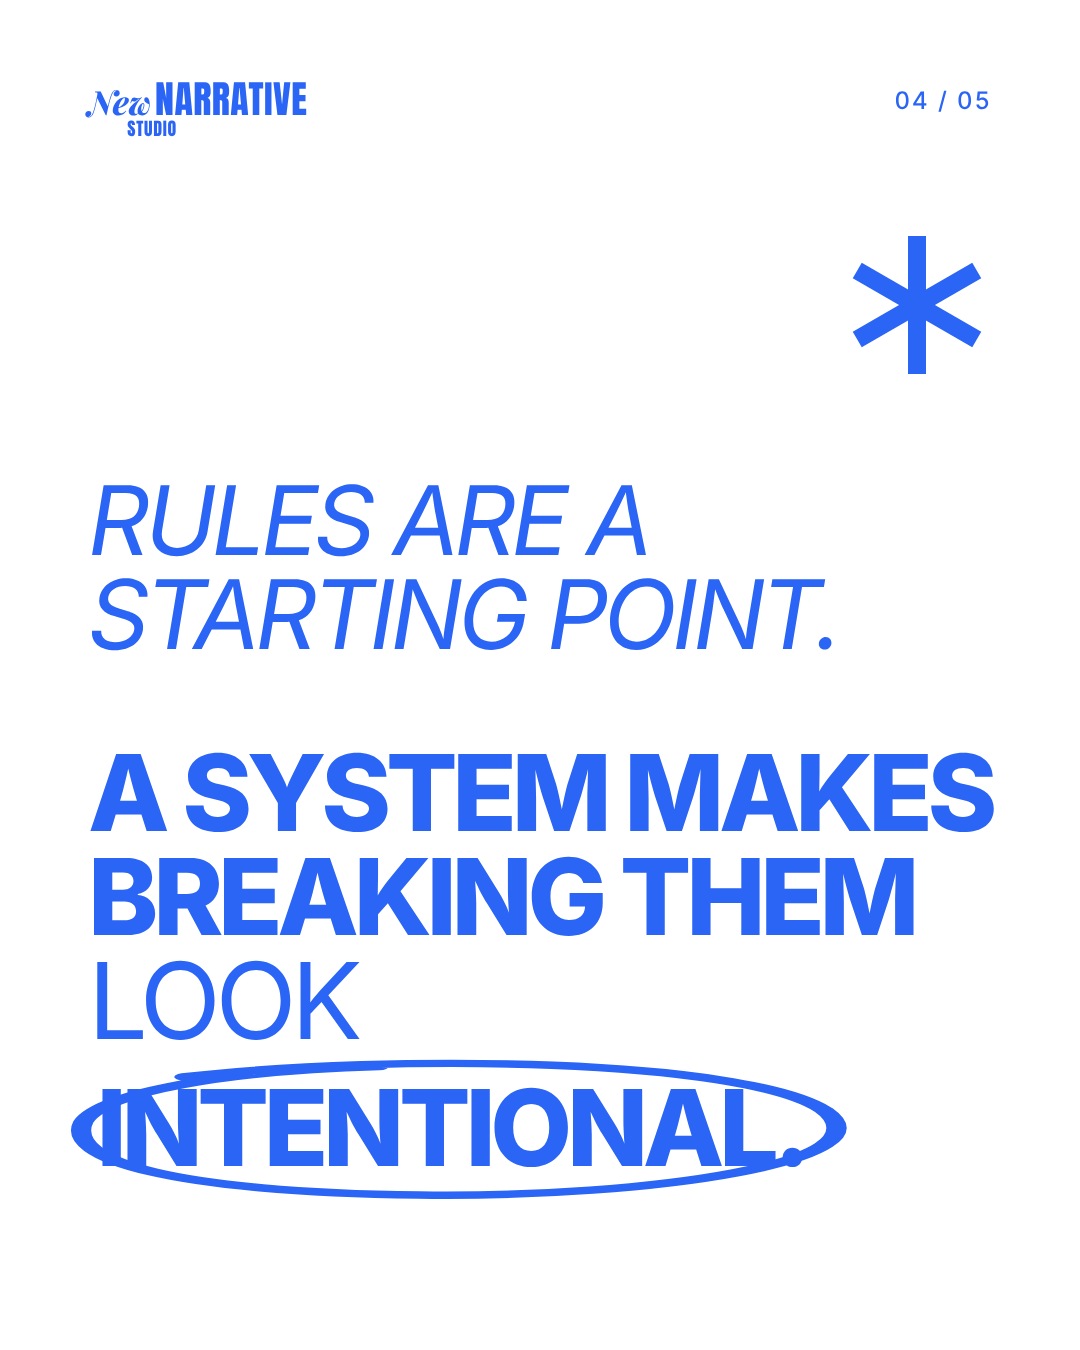 New NARRATIVE
STUDIO
04 / 05
RULES ARE A
STARTING POINT.
A SYSTEM MAKES
BREAKING THEM
LOOK
INTENTIONAL.